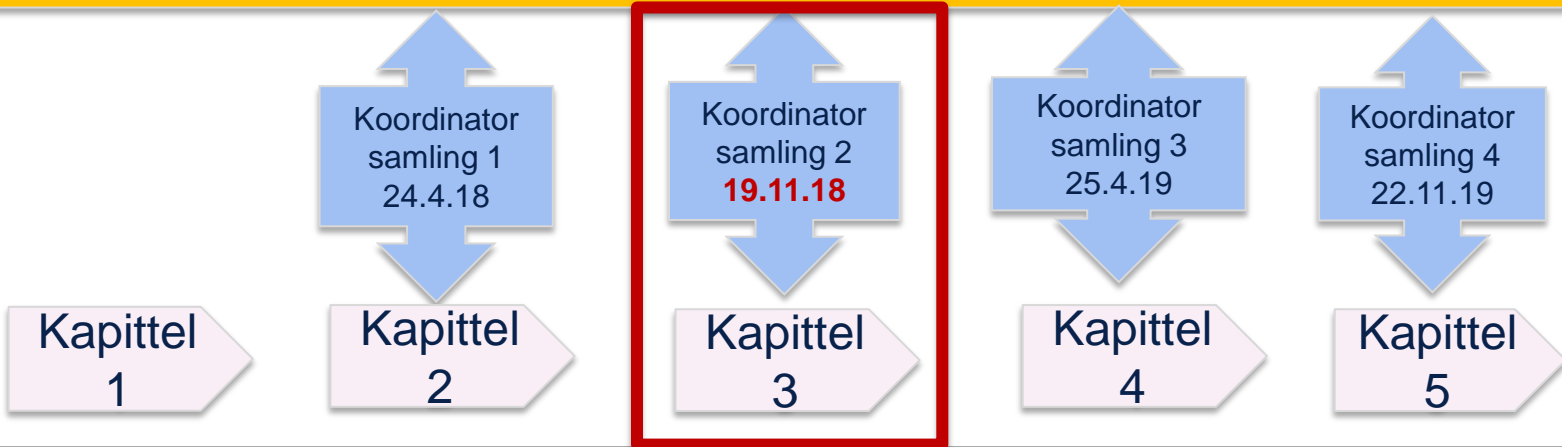 Koordinator
samling 1
24.4.18
Koordinator
samling 2
19.11.18
Koordinator
samling 3
25.4.19
Koordinator
samling 4
22.11.19
Kapittel
1
Kapittel
2
Kapittel
3
Kapittel
4
Kapittel
5